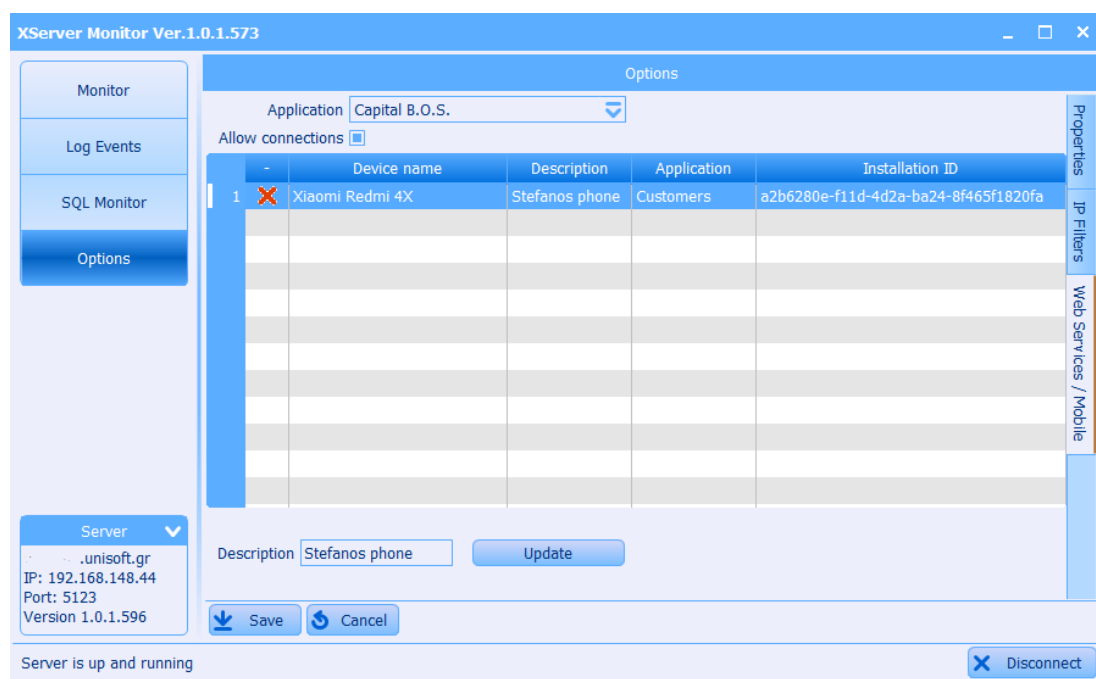 XServer Monitor Ver.1.0.1.573
Monitor
Log Events
SQL Monitor
Options
Options
Application Capital B.O.S.
Allow connections
- Device name Description Application Installation ID
1 Xiaomi Redmi 4X Stefanos phone Customers a2b6280e-f11d-4d2a-ba24-8f465f1820fa
Properties
IP Filters
Web Services / Mobile
Description Stefanos phone Update
Server
.unisoft.gr
IP: 192.168.148.44
Port: 5123
Version 1.0.1.596
Save Cancel
Server is up and running
Disconnect